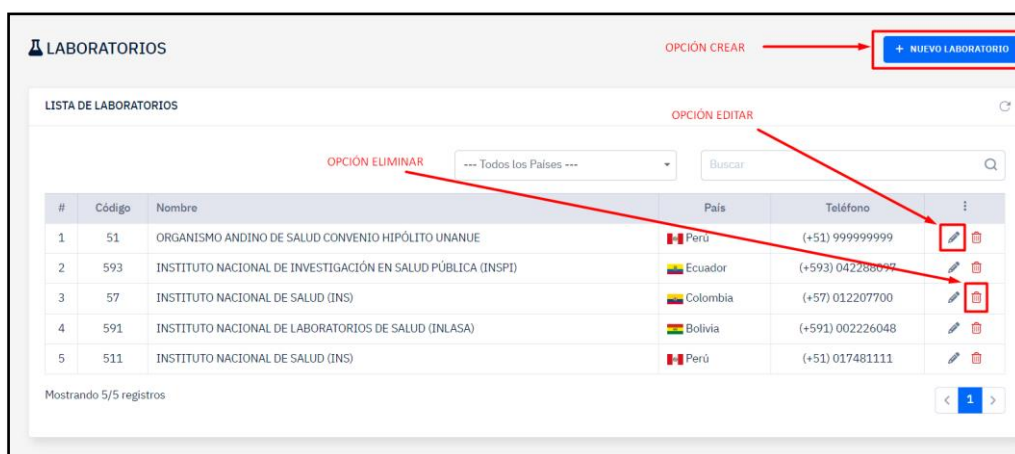 LABORATORIOS
OPCIÓN CREAR
+ NUEVO LABORATORIO
LISTA DE LABORATORIOS
OPCIÓN EDITAR
OPCIÓN ELIMINAR
--- Todos los Países ---
Buscar
# Código Nombre País Teléfono
1 51 ORGANISMO ANDINO DE SALUD CONVENIO HIPÓLITO UNANUE Perú (+51) 999999999
2 593 INSTITUTO NACIONAL DE INVESTIGACIÓN EN SALUD PÚBLICA (INSPI) Ecuador (+593) 042288097
3 57 INSTITUTO NACIONAL DE SALUD (INS) Colombia (+57) 012207700
4 591 INSTITUTO NACIONAL DE LABORATORIOS DE SALUD (INLASA) Bolivia (+591) 002226048
5 511 INSTITUTO NACIONAL DE SALUD (INS) Perú (+51) 017481111
Mostrando 5/5 registros
< 1 >